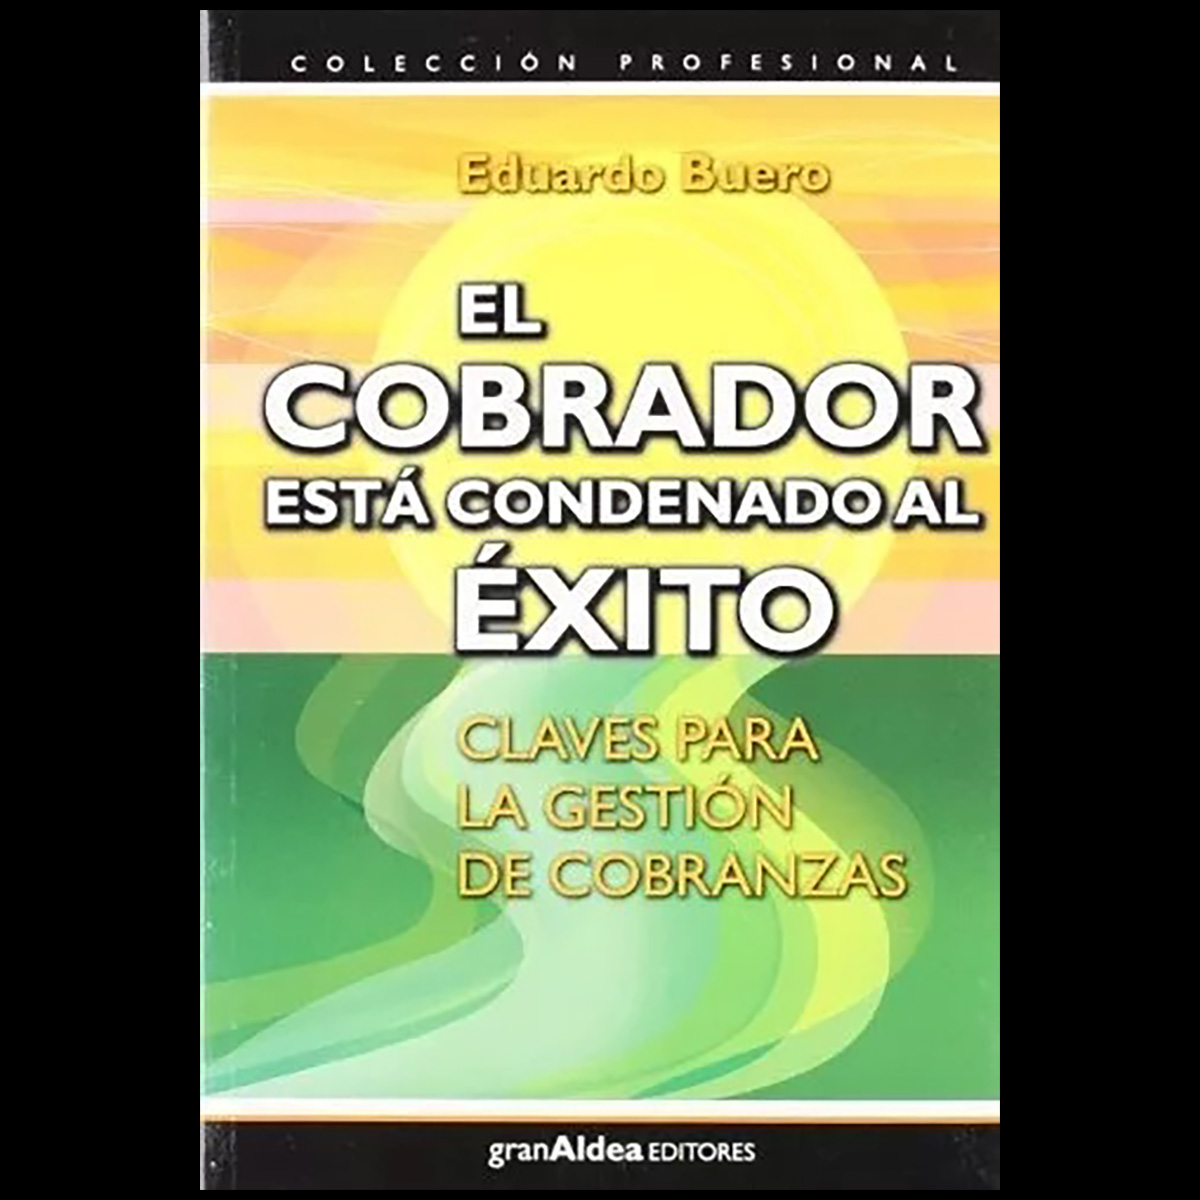 COLECCIÓN PROFESIONAL
Eduardo Buero
EL
COBRADOR
ESTÁ CONDENADO AL
ÉXITO
CLAVES PARA
LA GESTIÓN
DE COBRANZAS
granAldea EDITORES